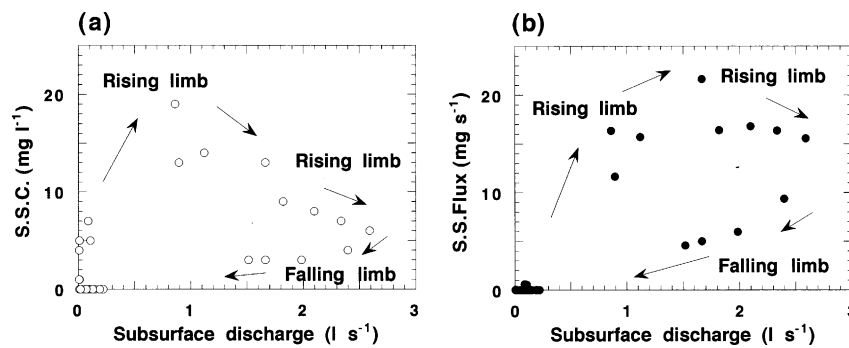 (a)
S.S.C. (mg l⁻¹)
20
10
0
Rising limb
Rising limb
Falling limb
0 1 2 3
Subsurface discharge (l s⁻¹)
(b)
S.S.Flux (mg s⁻¹)
20
10
0
Rising limb
Rising limb
Falling limb
0 1 2 3
Subsurface discharge (l s⁻¹)